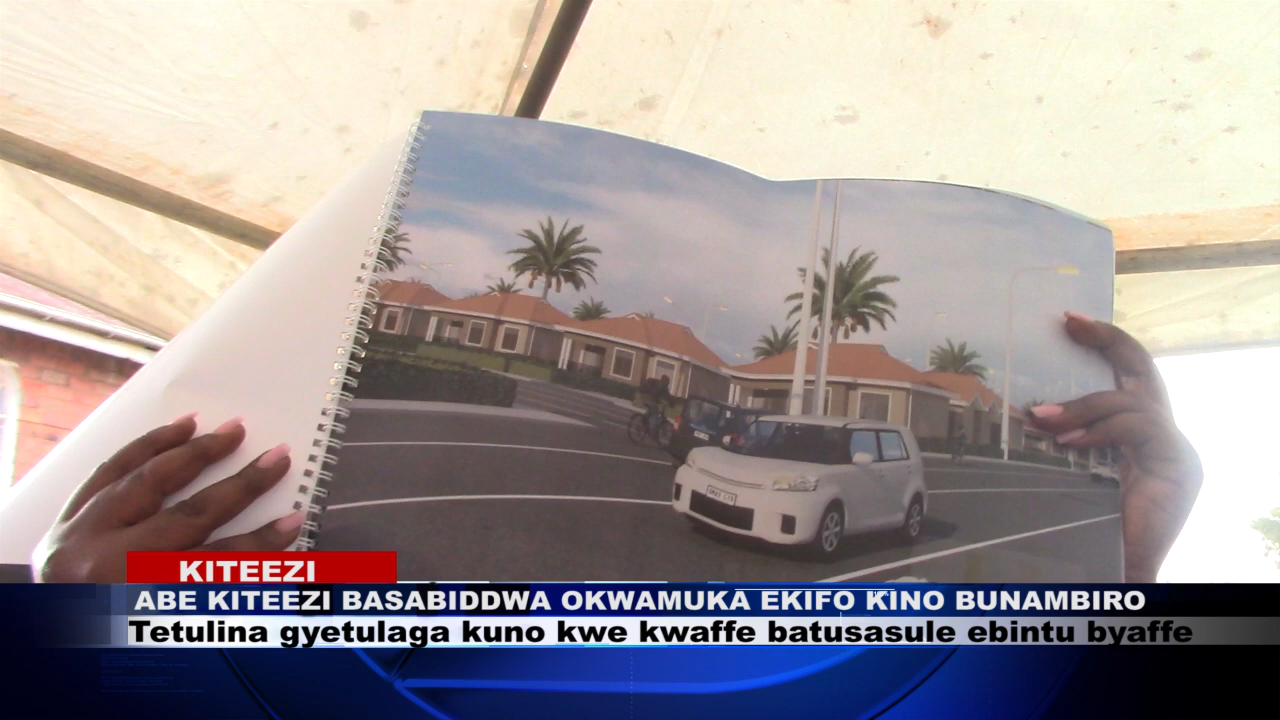 KITEEZI
ABE KITEEZI BASABIDDWA OKWAMUKA EKIFO KINO BUNAMBIRO
Tetulina gyetulaga kuno kwe kwaffe batusasule ebintu byaffe